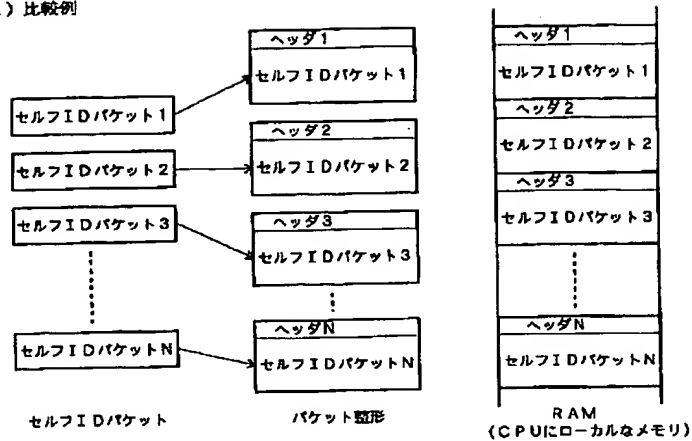 ) 比較例
セルフIDパケット1
セルフIDパケット2
セルフIDパケット3
セルフIDパケットN
セルフIDパケット
ヘッダ1
セルフIDパケット1
ヘッダ2
セルフIDパケット2
ヘッダ3
セルフIDパケット3
ヘッダN
セルフIDパケットN
パケット整形
ヘッダ1
セルフIDパケット1
ヘッダ2
セルフIDパケット2
ヘッダ3
セルフIDパケット3
ヘッダN
セルフIDパケットN
RAM
(CPUにローカルなメモリ)